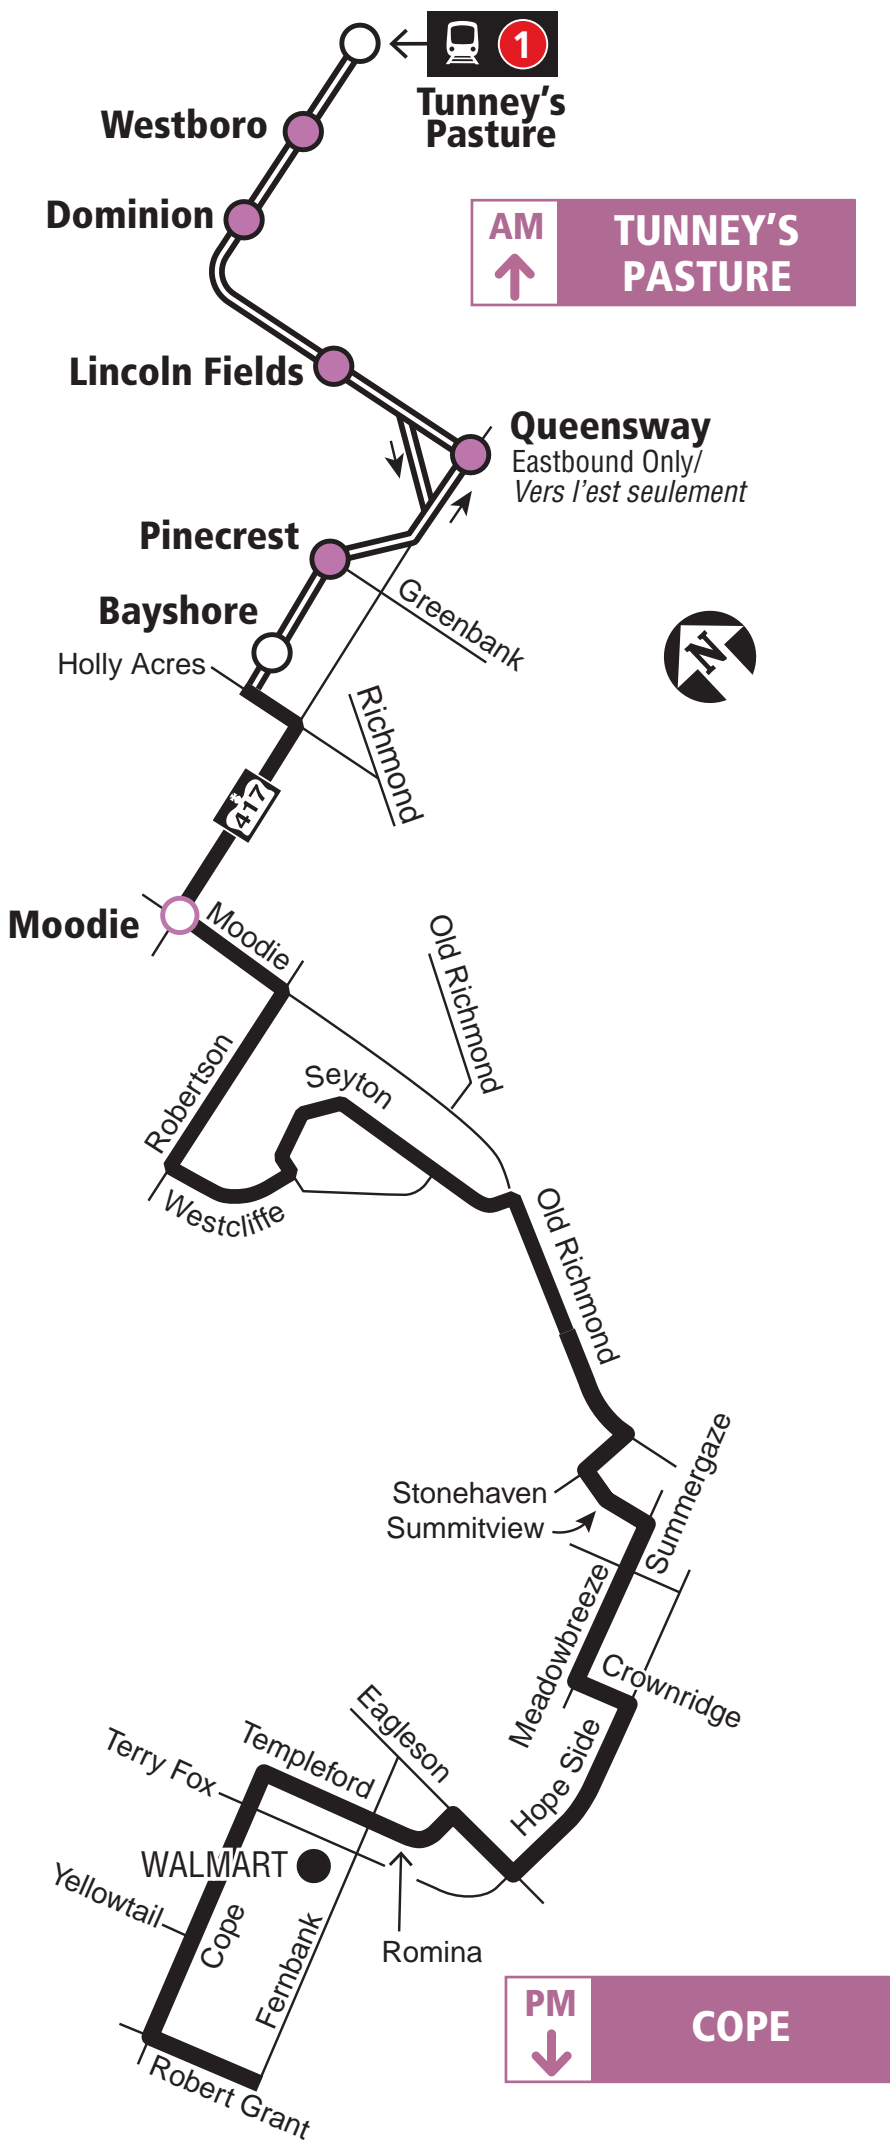 1
Tunney's
Pasture
Westboro
Dominion
AM
TUNNEY'S
PASTURE
Lincoln Fields
Queensway
Eastbound Only/
Vers l'est seulement
Pinecrest
Greenbank
Bayshore
Holly Acres
N
Richmond
417
Moodie
Moodie
Old Richmond
Robertson
Seyton
Westcliffe
Old Richmond
Stonehaven
Summitview
Summergaze
Meadowbreeze
Crownridge
Hope Side
Eagleson
Templeford
Terry Fox
WALMART
Yellowtail
Cope
Fernbank
Romina
Robert Grant
PM
COPE